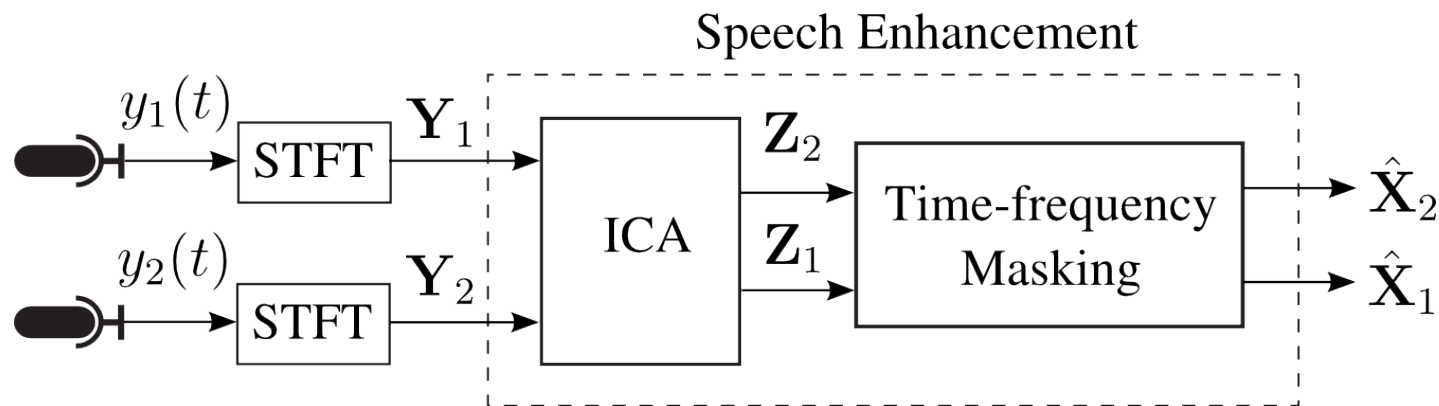 Speech Enhancement
y₁(t)
STFT
Y₁
ICA
Z₂
Time-frequency
Masking
X̂₂
y₂(t)
STFT
Y₂
Z₁
X̂₁